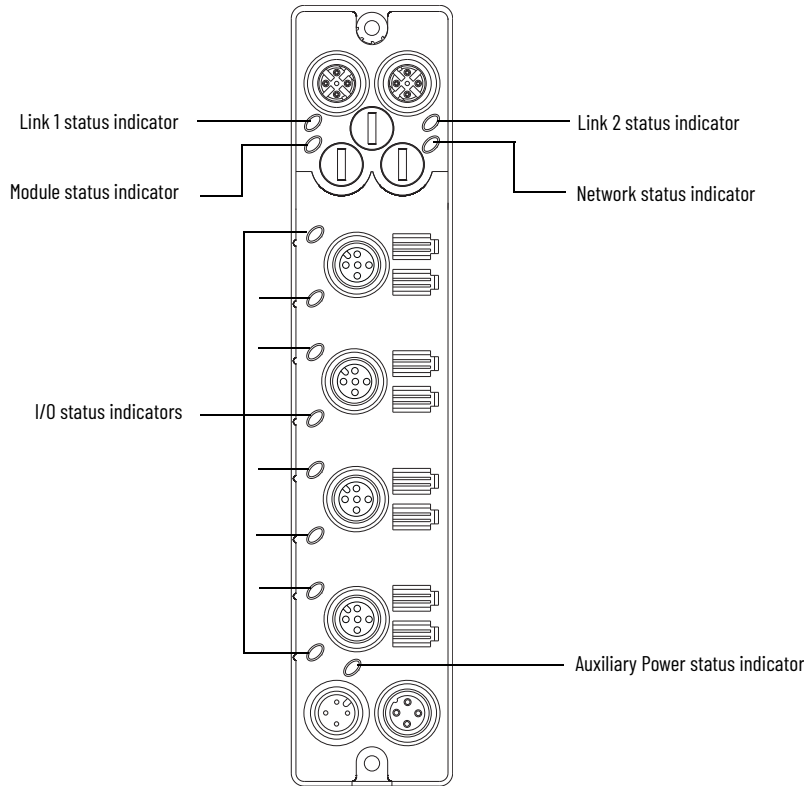 Link 1 status indicator
Link 2 status indicator
Module status indicator
Network status indicator
I/O status indicators
Auxiliary Power status indicator